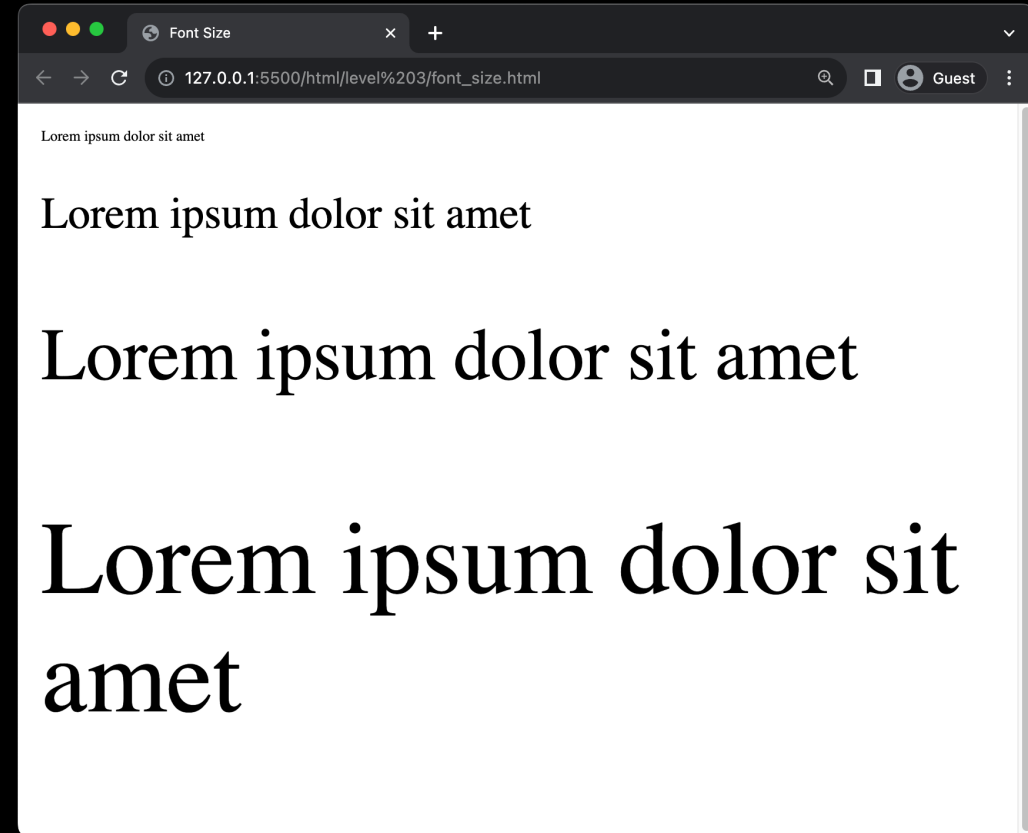 Font Size
127.0.0.1:5500/html/level%203/font_size.html
Guest
Lorem ipsum dolor sit amet
Lorem ipsum dolor sit amet
Lorem ipsum dolor sit amet
Lorem ipsum dolor sit
amet